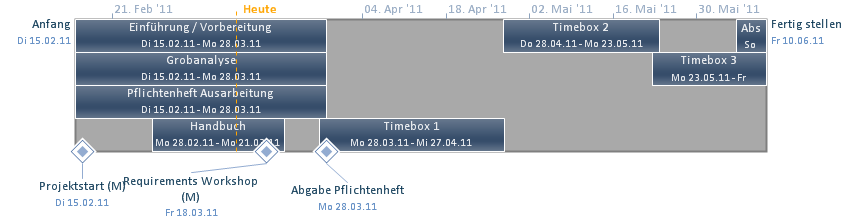 21. Feb '11
Heute
04. Apr '11
18. Apr '11
02. Mai '11
16. Mai '11
30. Mai '11
Anfang
Di 15.02.11
Einführung / Vorbereitung
Di 15.02.11 - Mo 28.03.11
Timebox 2
Do 28.04.11 - Mo 23.05.11
Abs
So
Fertig stellen
Fr 10.06.11
Grobanalyse
Di 15.02.11 - Mo 28.03.11
Timebox 3
Mo 23.05.11 - Fr
Pflichtenheft Ausarbeitung
Di 15.02.11 - Mo 28.03.11
Handbuch
Mo 28.02.11 - Mo 21.03.11
Timebox 1
Mo 28.03.11 - Mi 27.04.11
Projektstart (M)
Di 15.02.11
Requirements Workshop
(M)
Fr 18.03.11
Abgabe Pflichtenheft
Mo 28.03.11